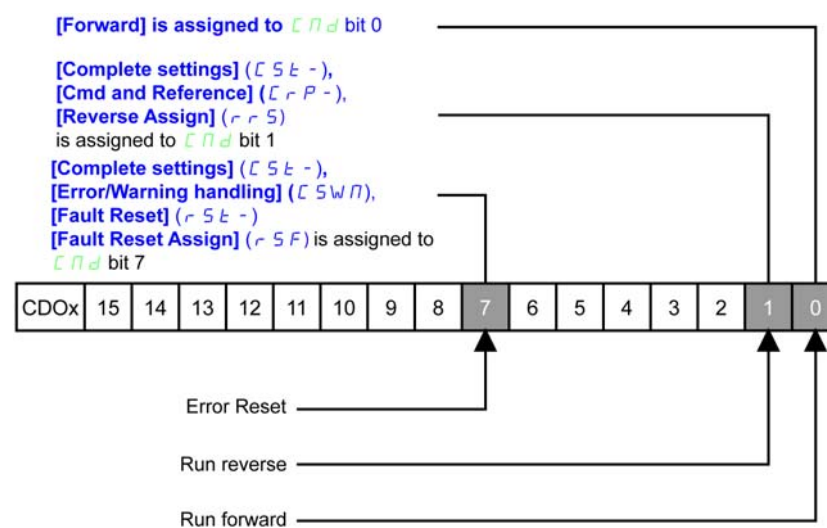 [Forward] is assigned to C M d bit 0
[Complete settings] (C S t -),
[Cmd and Reference] (C r P -),
[Reverse Assign] (r r S)
is assigned to C M d bit 1
[Complete settings] (C S t -),
[Error/Warning handling] (C S W M),
[Fault Reset] (r S t -)
[Fault Reset Assign] (r S F) is assigned to
C M d bit 7
CDOx 15 14 13 12 11 10 9 8 7 6 5 4 3 2 1 0
Error Reset
Run reverse
Run forward